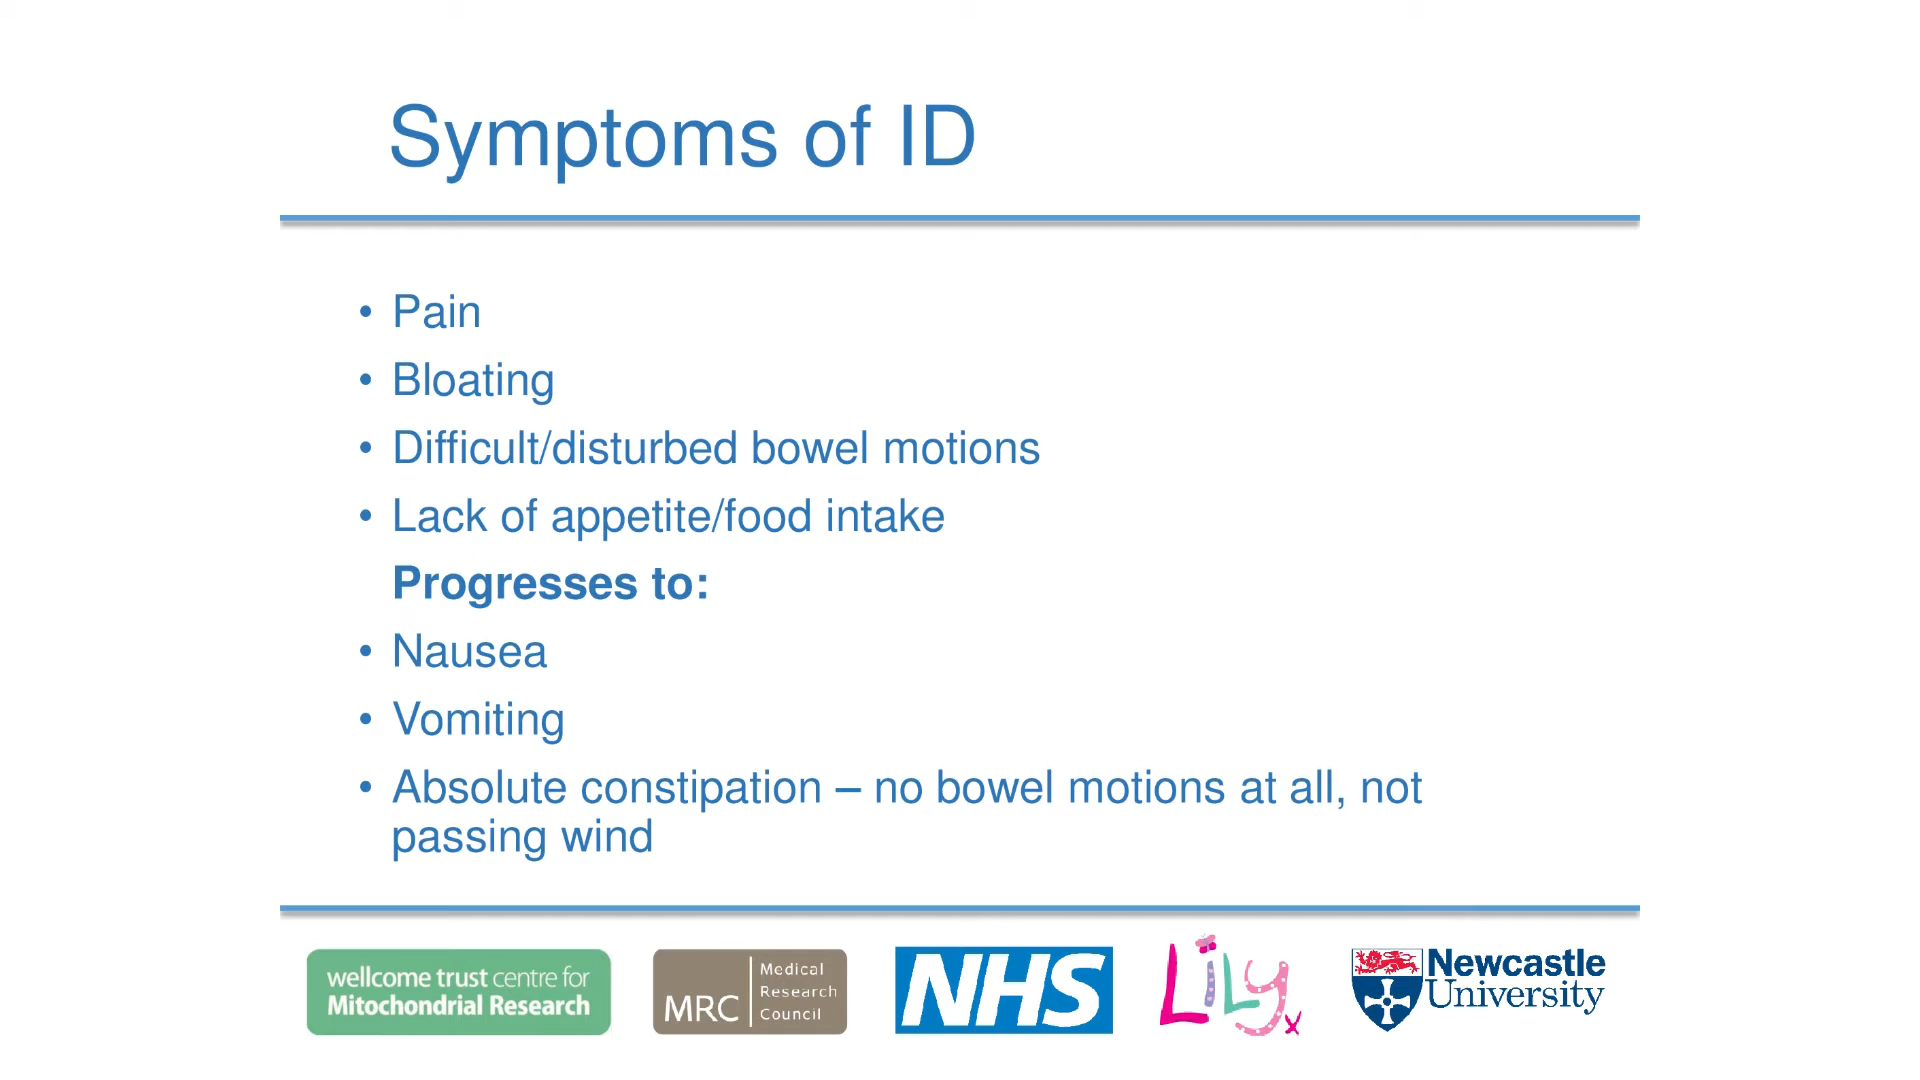 Symptoms of ID
• Pain
• Bloating
• Difficult/disturbed bowel motions
• Lack of appetite/food intake
Progresses to:
• Nausea
• Vomiting
• Absolute constipation – no bowel motions at all, not
passing wind
wellcome trust centre for
Mitochondrial Research
MRC
Medical
Research
Council
NHS
Lily x
Newcastle
University